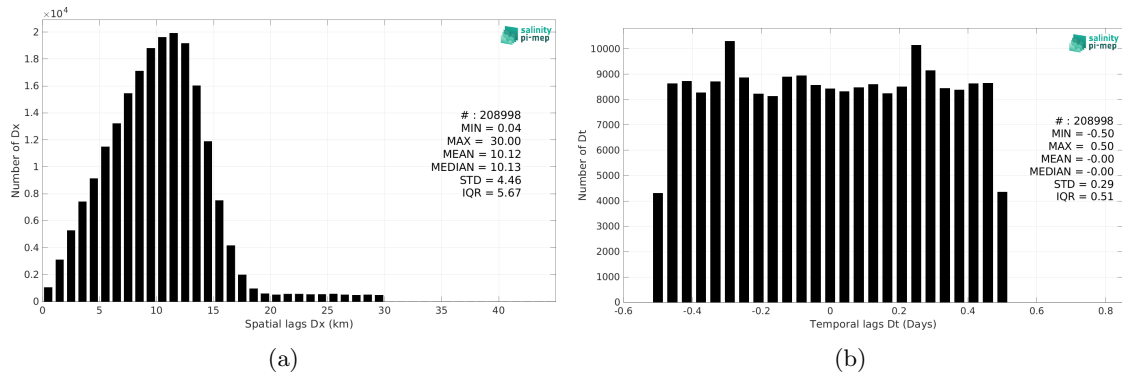 ×10⁴
2
1.8
1.6
1.4
1.2
1
0.8
0.6
0.4
0.2
0
Number of Dx
0 5 10 15 20 25 30 35 40
Spatial lags Dx (km)
salinity
pi-mep
# : 208998
MIN = 0.04
MAX = 30.00
MEAN = 10.12
MEDIAN = 10.13
STD = 4.46
IQR = 5.67
(a)
10000
9000
8000
7000
6000
5000
4000
3000
2000
1000
0
Number of Dt
-0.6 -0.4 -0.2 0 0.2 0.4 0.6 0.8
Temporal lags Dt (Days)
salinity
pi-mep
# : 208998
MIN = -0.50
MAX = 0.50
MEAN = -0.00
MEDIAN = -0.00
STD = 0.29
IQR = 0.51
(b)